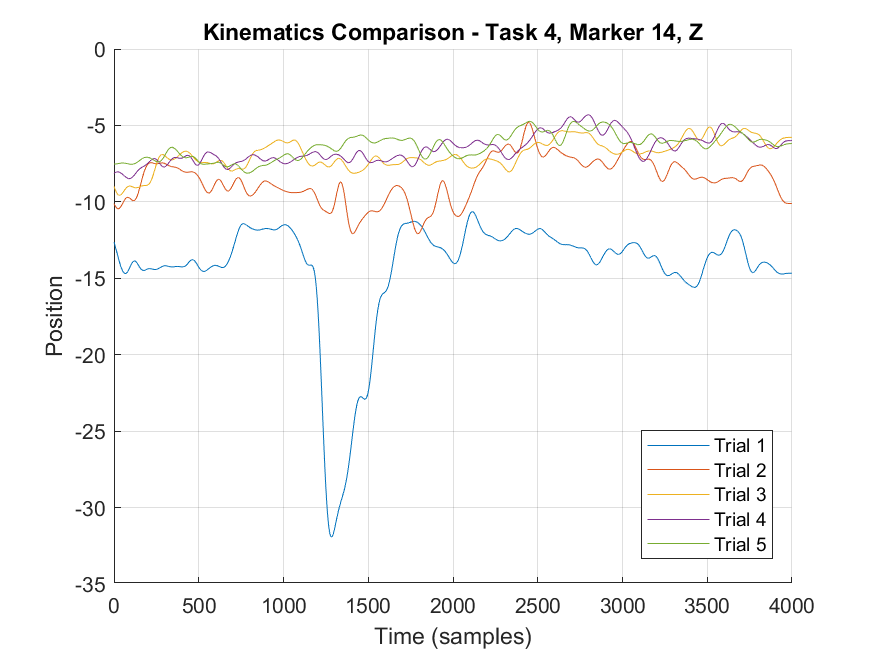 Kinematics Comparison - Task 4, Marker 14, Z
0
-5
-10
-15
-20
-25
-30
-35
Position
Trial 1
Trial 2
Trial 3
Trial 4
Trial 5
0 500 1000 1500 2000 2500 3000 3500 4000
Time (samples)